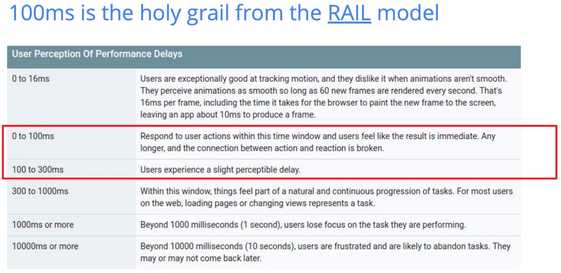 100ms is the holy grail from the RAIL model
User Perception Of Performance Delays
0 to 16ms
Users are exceptionally good at tracking motion, and they dislike it when animations aren't smooth.
They perceive animations as smooth so long as 60 new frames are rendered every second. That's
16ms per frame, including the time it takes for the browser to paint the new frame to the screen,
leaving an app about 10ms to produce a frame.
0 to 100ms
Respond to user actions within this time window and users feel like the result is immediate. Any
longer, and the connection between action and reaction is broken.
100 to 300ms
Users experience a slight perceptible delay.
300 to 1000ms
Within this window, things feel part of a natural and continuous progression of tasks. For most users
on the web, loading pages or changing views represents a task.
1000ms or more
Beyond 1000 milliseconds (1 second), users lose focus on the task they are performing.
10000ms or more
Beyond 10000 milliseconds (10 seconds), users are frustrated and are likely to abandon tasks. They
may or may not come back later.